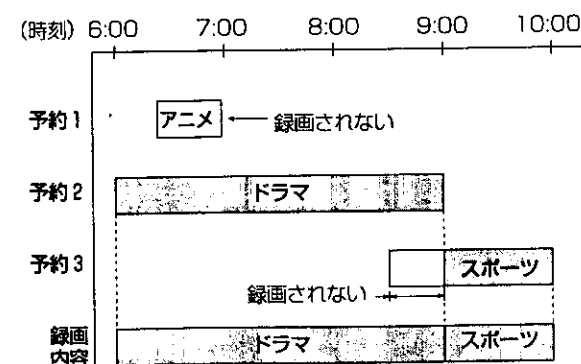 (時刻) 6:00 7:00 8:00 9:00 10:00
予約1 アニメ ← 録画されない
予約2 ドラマ
予約3 スポーツ
録画されない
録画
内容 ドラマ スポーツ